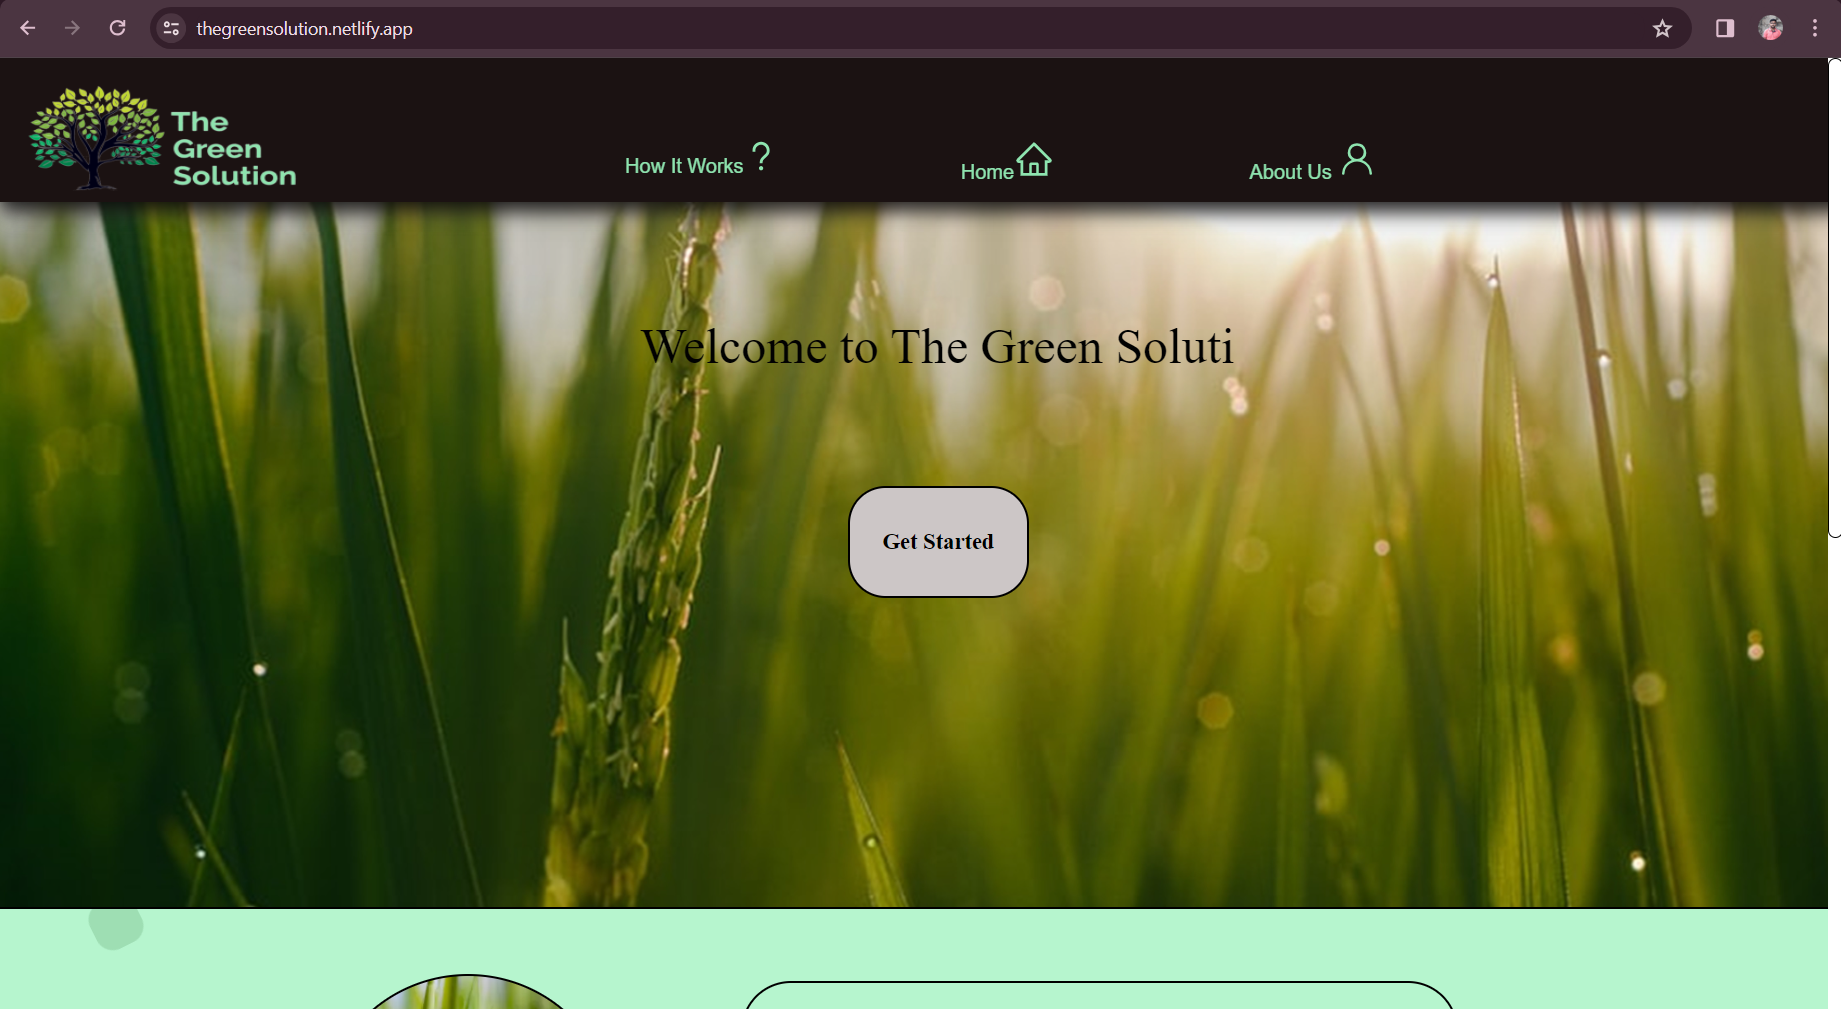 thegreensolution.netlify.app
The
Green
Solution
How It Works ?
Home
About Us
Welcome to The Green Soluti
Get Started